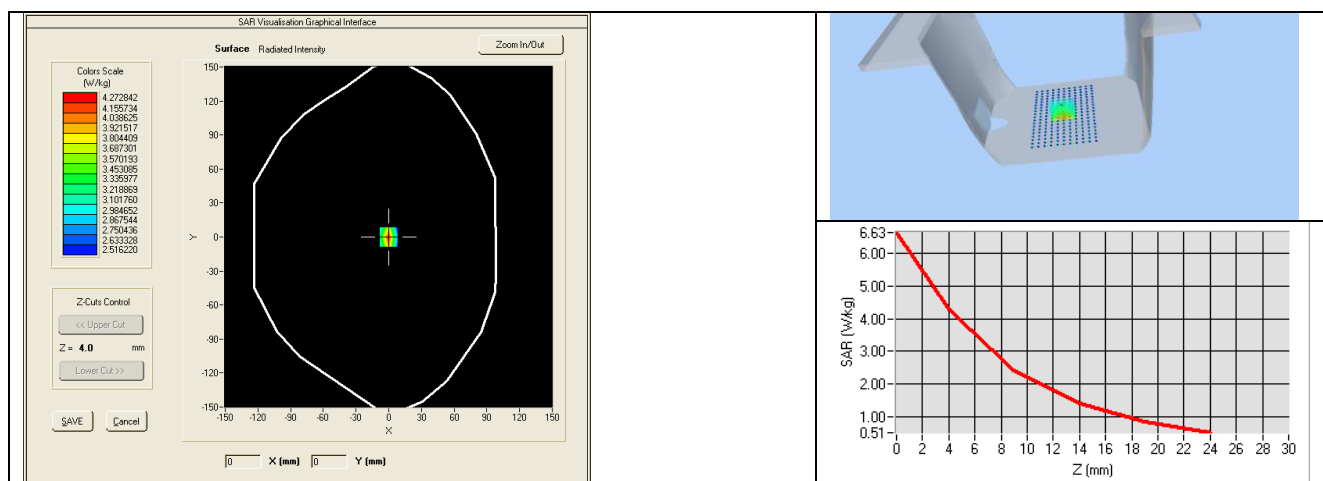 SAR Visualisation Graphical Interface
Surface Radiated Intensity
Zoom In/Out
Colors Scale
(W/kg)
4.272842
4.155734
4.038625
3.921517
3.804409
3.687301
3.570193
3.453085
3.335977
3.218869
3.101760
2.984652
2.867544
2.750436
2.633328
2.516220
Z-Cuts Control
<< Upper Cut
Z = 4.0 mm
Lower Cut >>
SAVE Cancel
150-
120-
90-
60-
30-
0-
-30-
-60-
-90-
-120-
-150-
Y
-150 -120 -90 -60 -30 0 30 60 90 120 150
X
0 X (mm) 0 Y (mm)
6.63-
6.00-
5.00-
4.00-
3.00-
2.00-
1.00-
0.51-
SAR (W/kg)
0 2 4 6 8 10 12 14 16 18 20 22 24 26 28 30
Z (mm)